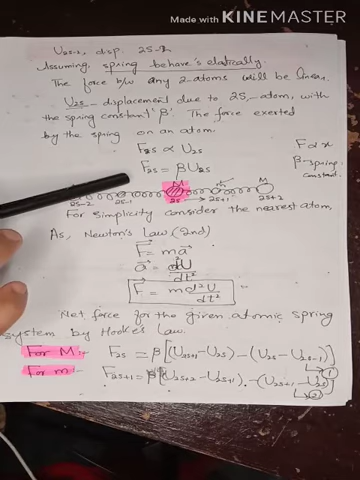 Made with KINEMASTER
U2S-2, disp. 2S-2
Assuming, spring behave's elastically.
The force b/w any 2-atoms will be linear.
U2S - displacement due to 2S, atom, with
the spring constant 'β'. The force exerted
by the spring on an atom.
F2S ∝ U2S
F ∝ x
F2S = βU2S
β-spring constant.
M M
2S-2 2S-1 2S 2S+1 2S+2
For simplicity consider the nearest atom,
As, Newton's Law (2nd)
F = ma
a = d²U/dt²
F = m d²U/dt²
Net force for the given atomic spring
system by Hooke's law.
For M:- F2S = β[(U2S+1-U2S)-(U2S-U2S-1)] ①
For m:- F2S+1 = β[(U2S+2-U2S+1).-(U2S+1-U2S)] ②